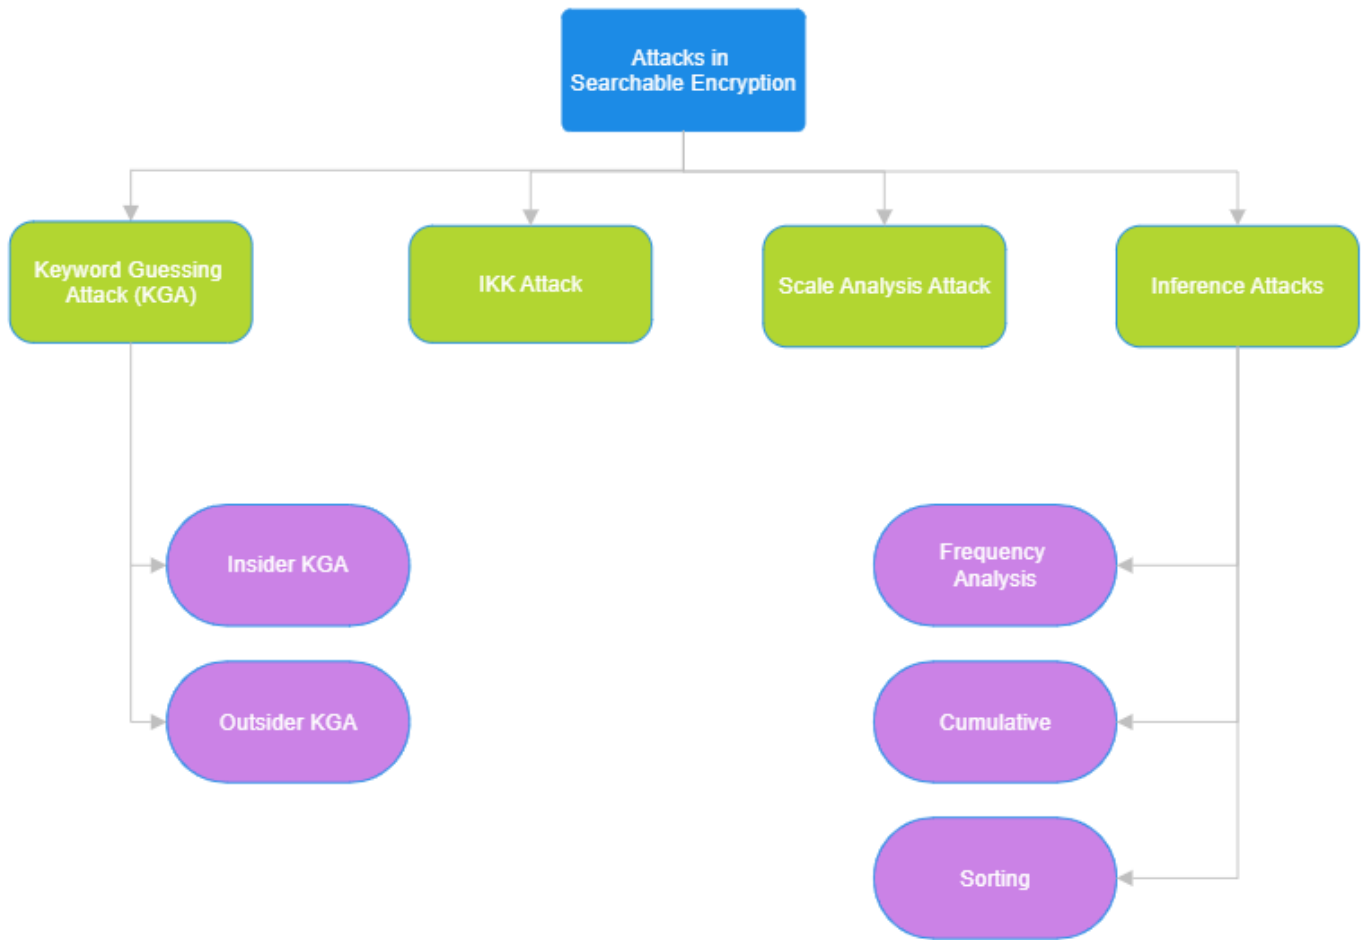 Attacks in
Searchable Encryption
Keyword Guessing
Attack (KGA)
IKK Attack
Scale Analysis Attack
Inference Attacks
Insider KGA
Outsider KGA
Frequency
Analysis
Cumulative
Sorting